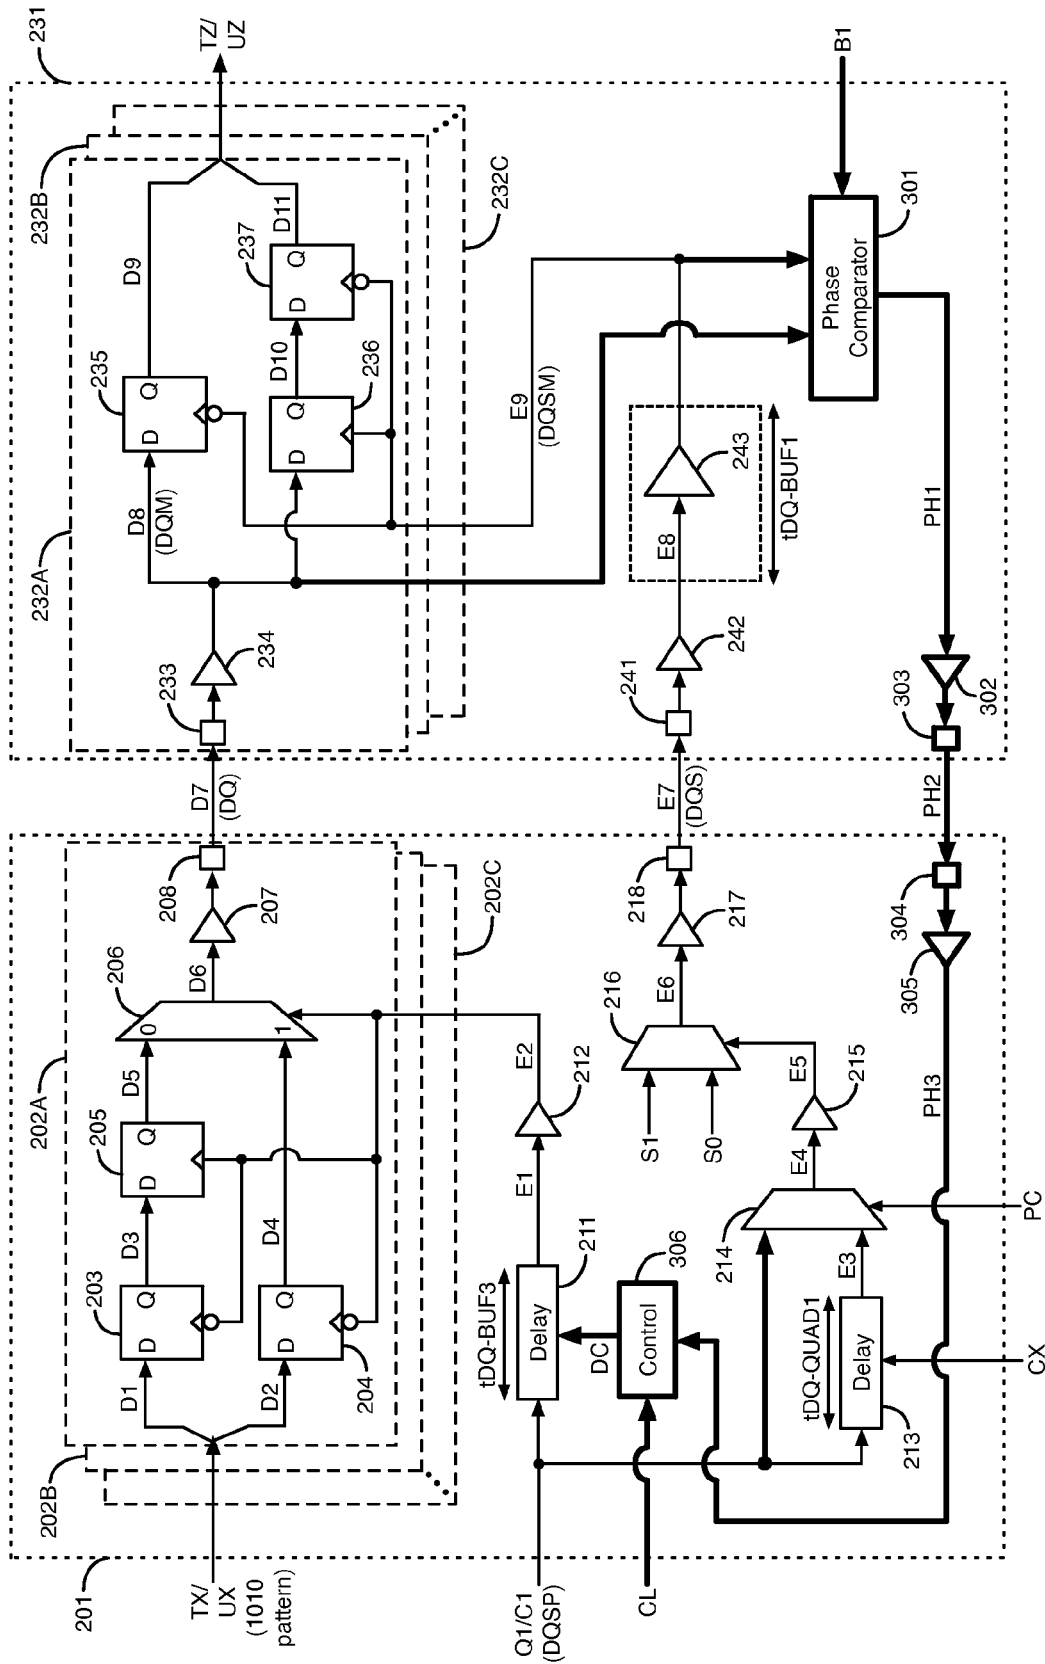 201
TX/
UX
(1010
pattern)
202A
202B
202C
D1
D2
203
D
Q
204
D
Q
D3
D4
205
D
Q
D5
206
0
1
D6
207
208
D7
(DQ)
Q1/C1
(DQSP)
tDQ-BUF3
Delay
211
E1
212
E2
CL
DC
Control
306
tDQ-QUAD1
Delay
213
CX
E3
214
PC
E4
215
E5
S1
S0
216
E6
217
218
E7
(DQS)
PH3
305
304
PH2
231
232A
232B
232C
233
234
D8
(DQM)
235
D
Q
D9
236
D
Q
D10
237
D
Q
D11
TZ/
UZ
241
242
E8
243
tDQ-BUF1
E9
(DQSM)
B1
Phase
Comparator
301
PH1
302
303